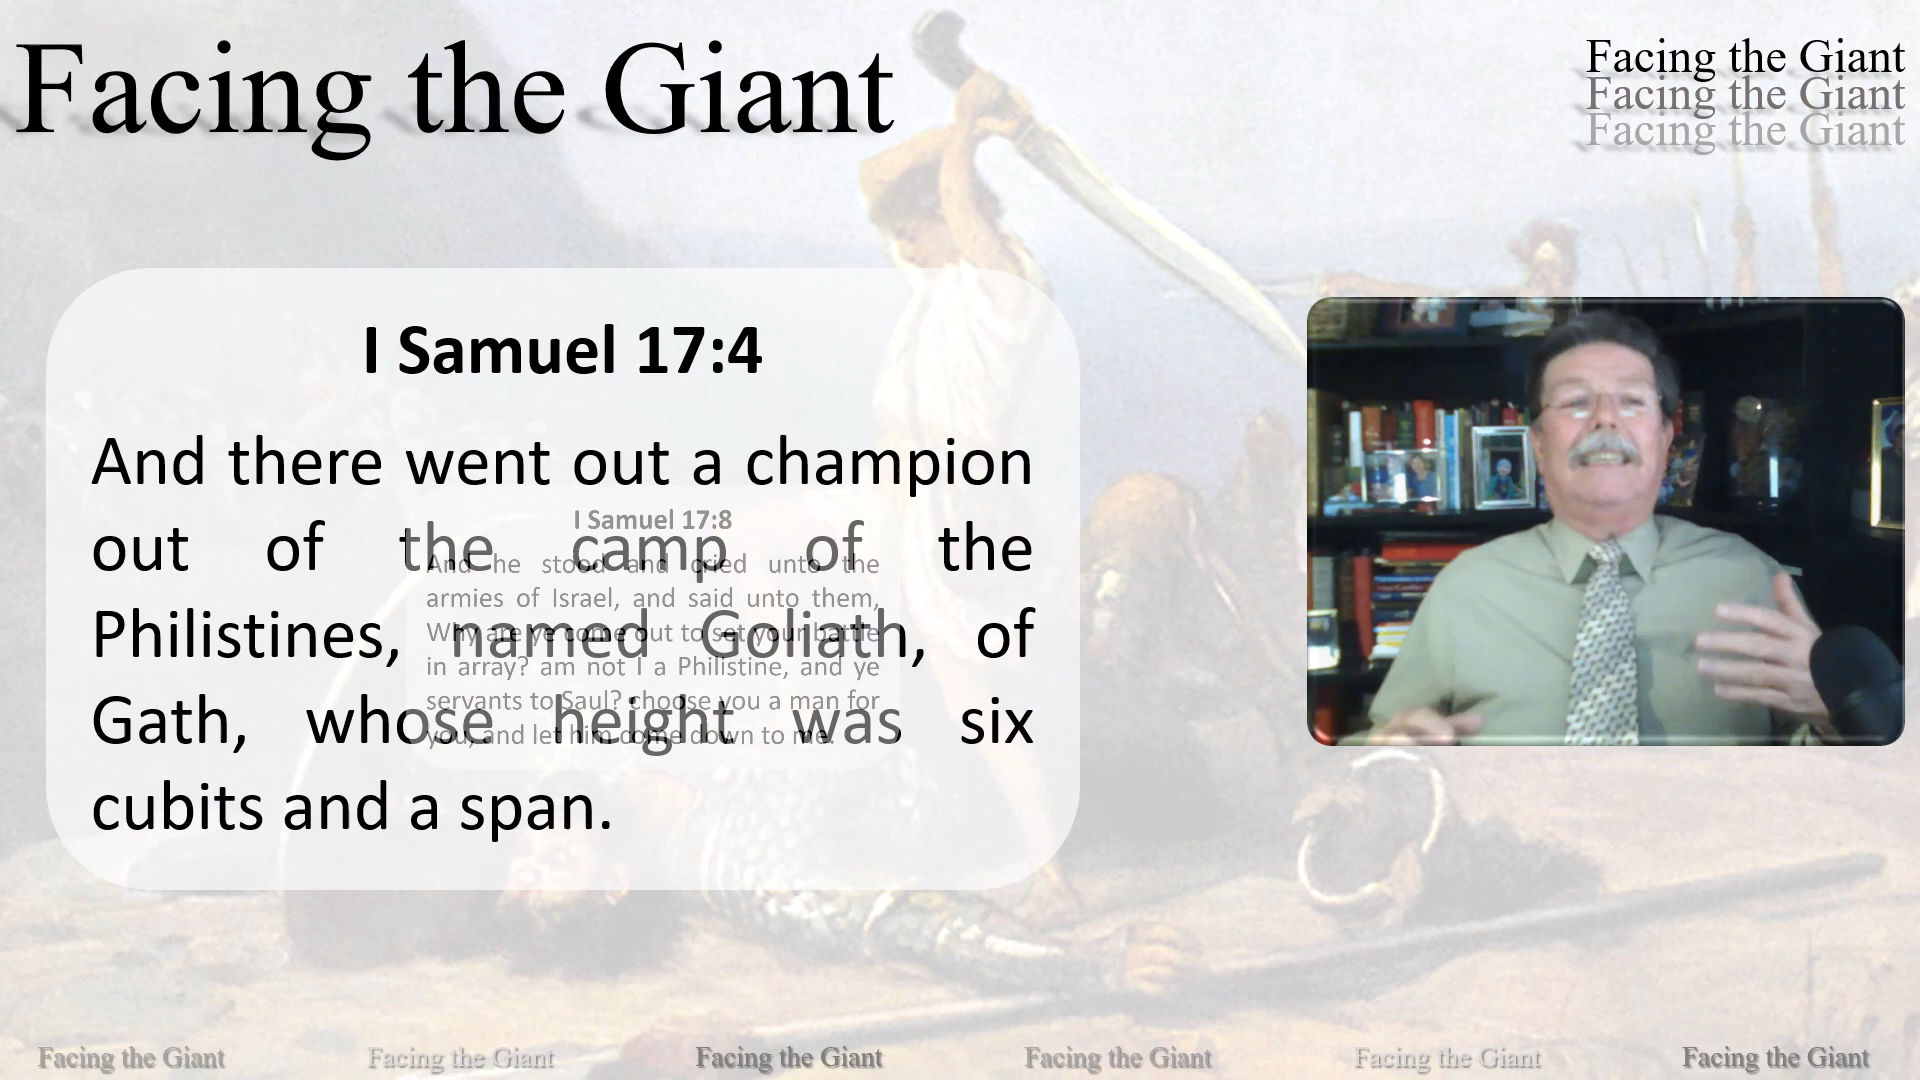 Facing the Giant
Facing the Giant
Facing the Giant
Facing the Giant
I Samuel 17:4
And there went out a champion
out of the camp of the
Philistines, named Goliath, of
Gath, whose height was six
cubits and a span.
I Samuel 17:8
And he stood and cried unto the
armies of Israel, and said unto them,
Why are ye come out to set your battle
in array? am not I a Philistine, and ye
servants to Saul? choose you a man for
you, and let him come down to me.
Facing the Giant Facing the Giant Facing the Giant Facing the Giant Facing the Giant Facing the Giant